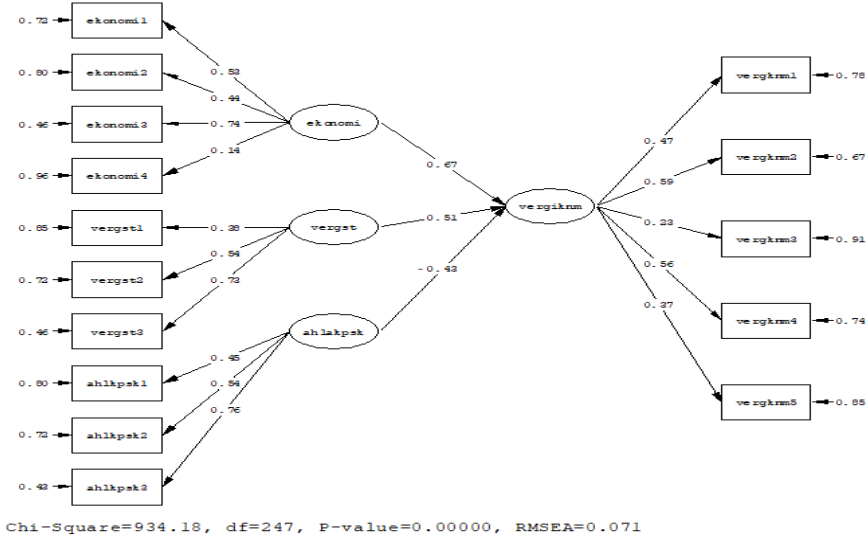 0.72 ekonomi1
0.80 ekonomi2
0.46 ekonomi3
0.96 ekonomi4
0.85 vergst1
0.72 vergst2
0.46 vergst3
0.80 ahlkpsk1
0.72 ahlkpsk2
0.43 ahlkpsk3
0.53
0.44
0.74
0.14
0.38
0.54
0.73
0.45
0.54
0.76
ekonomi
vergst
ahlakpsk
0.67
0.51
-0.43
vergiknm
0.47
0.59
0.23
0.56
0.37
vergknm1 0.78
vergknm2 0.67
vergknm3 0.91
vergknm4 0.74
vergknm5 0.85
Chi-Square=934.18, df=247, P-value=0.00000, RMSEA=0.071